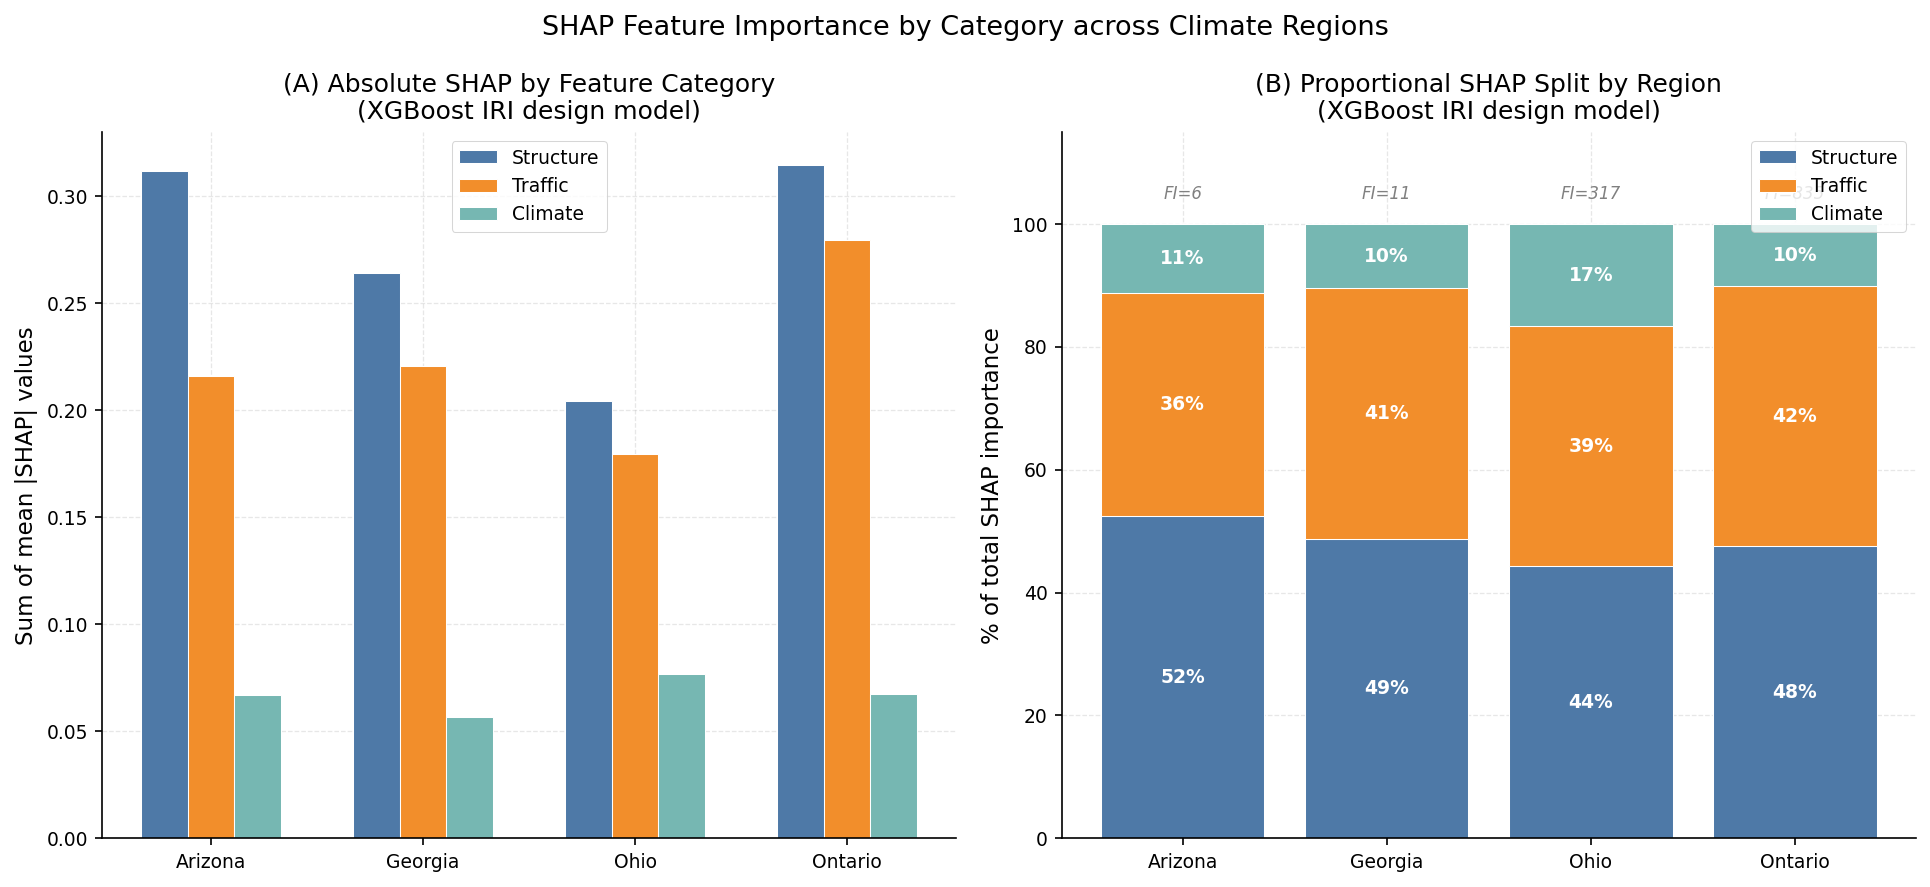 SHAP Feature Importance by Category across Climate Regions
(A) Absolute SHAP by Feature Category
(XGBoost IRI design model)
Sum of mean |SHAP| values
0.30
0.25
0.20
0.15
0.10
0.05
0.00
Structure
Traffic
Climate
Arizona
Georgia
Ohio
Ontario
(B) Proportional SHAP Split by Region
(XGBoost IRI design model)
% of total SHAP importance
100
80
60
40
20
0
Structure
Traffic
Climate
FI=6
FI=11
FI=317
11%
10%
17%
10%
36%
41%
39%
42%
52%
49%
44%
48%
Arizona
Georgia
Ohio
Ontario